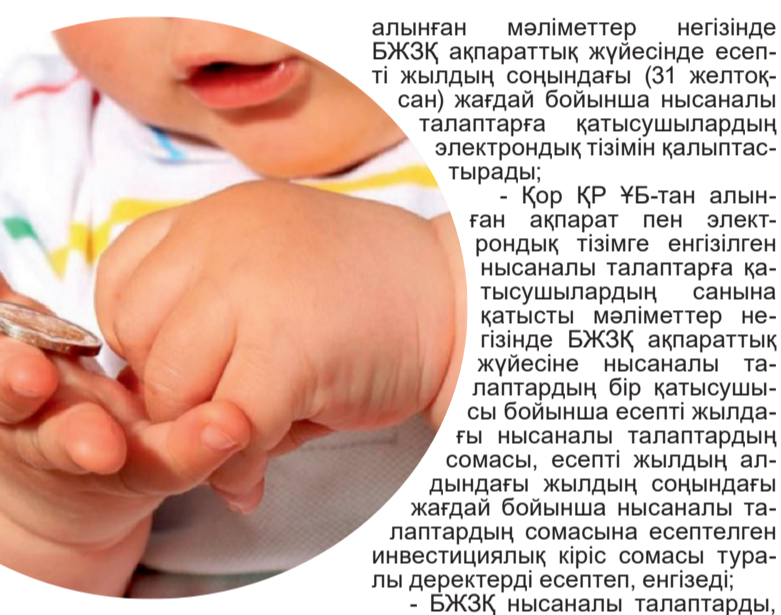 алынған мәліметтер негізінде
БЖЗҚ ақпараттық жүйесінде есеп-
ті жылдың соңындағы (31 желтоқ-
сан) жағдай бойынша нысаналы
талаптарға қатысушылардың
электрондық тізімін қалыптас-
тырады;
- Қор ҚР ҰБ-тан алын-
ған ақпарат пен элект-
рондық тізімге енгізілген
нысаналы талаптарға қа-
тысушылардың санына
қатысты мәліметтер не-
гізінде БЖЗҚ ақпараттық
жүйесіне нысаналы та-
лаптардың бір қатысушы-
сы бойынша есепті жылда-
ғы нысаналы талаптардың
сомасы, есепті жылдың ал-
дындағы жылдың соңындағы
жағдай бойынша нысаналы та-
лаптардың сомасына есептелген
инвестициялық кіріс сомасы тура-
лы деректерді есептеп, енгізеді;
- БЖЗҚ нысаналы талаптарды,